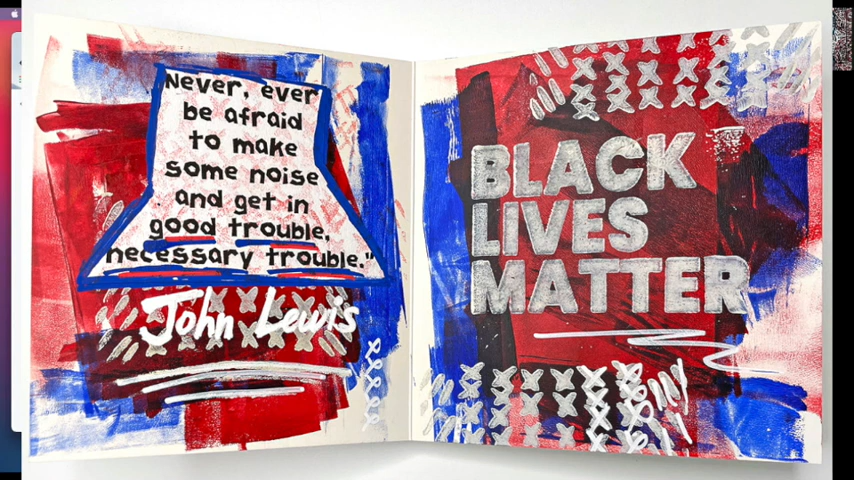 Never, ever
be afraid
to make
some noise
and get in
good trouble,
necessary trouble."
John Lewis
BLACK
LIVES
MATTER